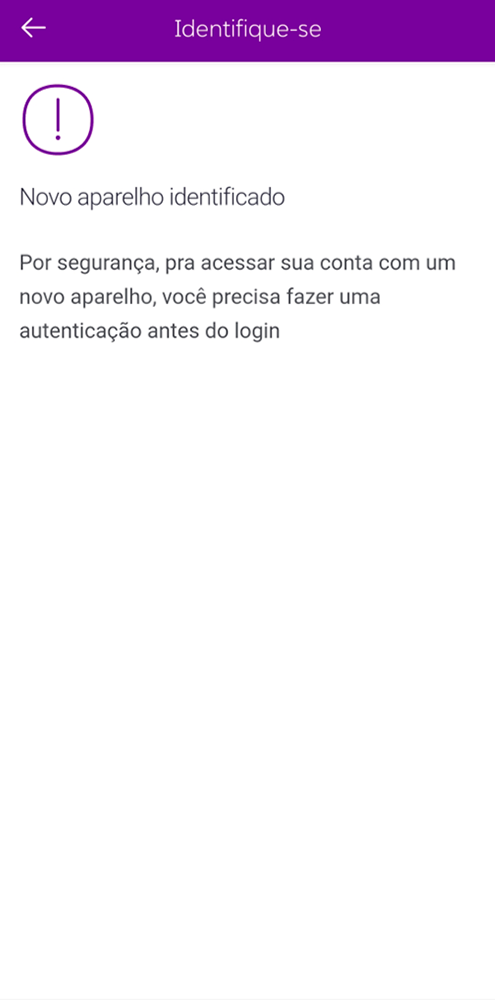 Identifique-se
Novo aparelho identificado
Por segurança, pra acessar sua conta com um
novo aparelho, você precisa fazer uma
autenticação antes do login